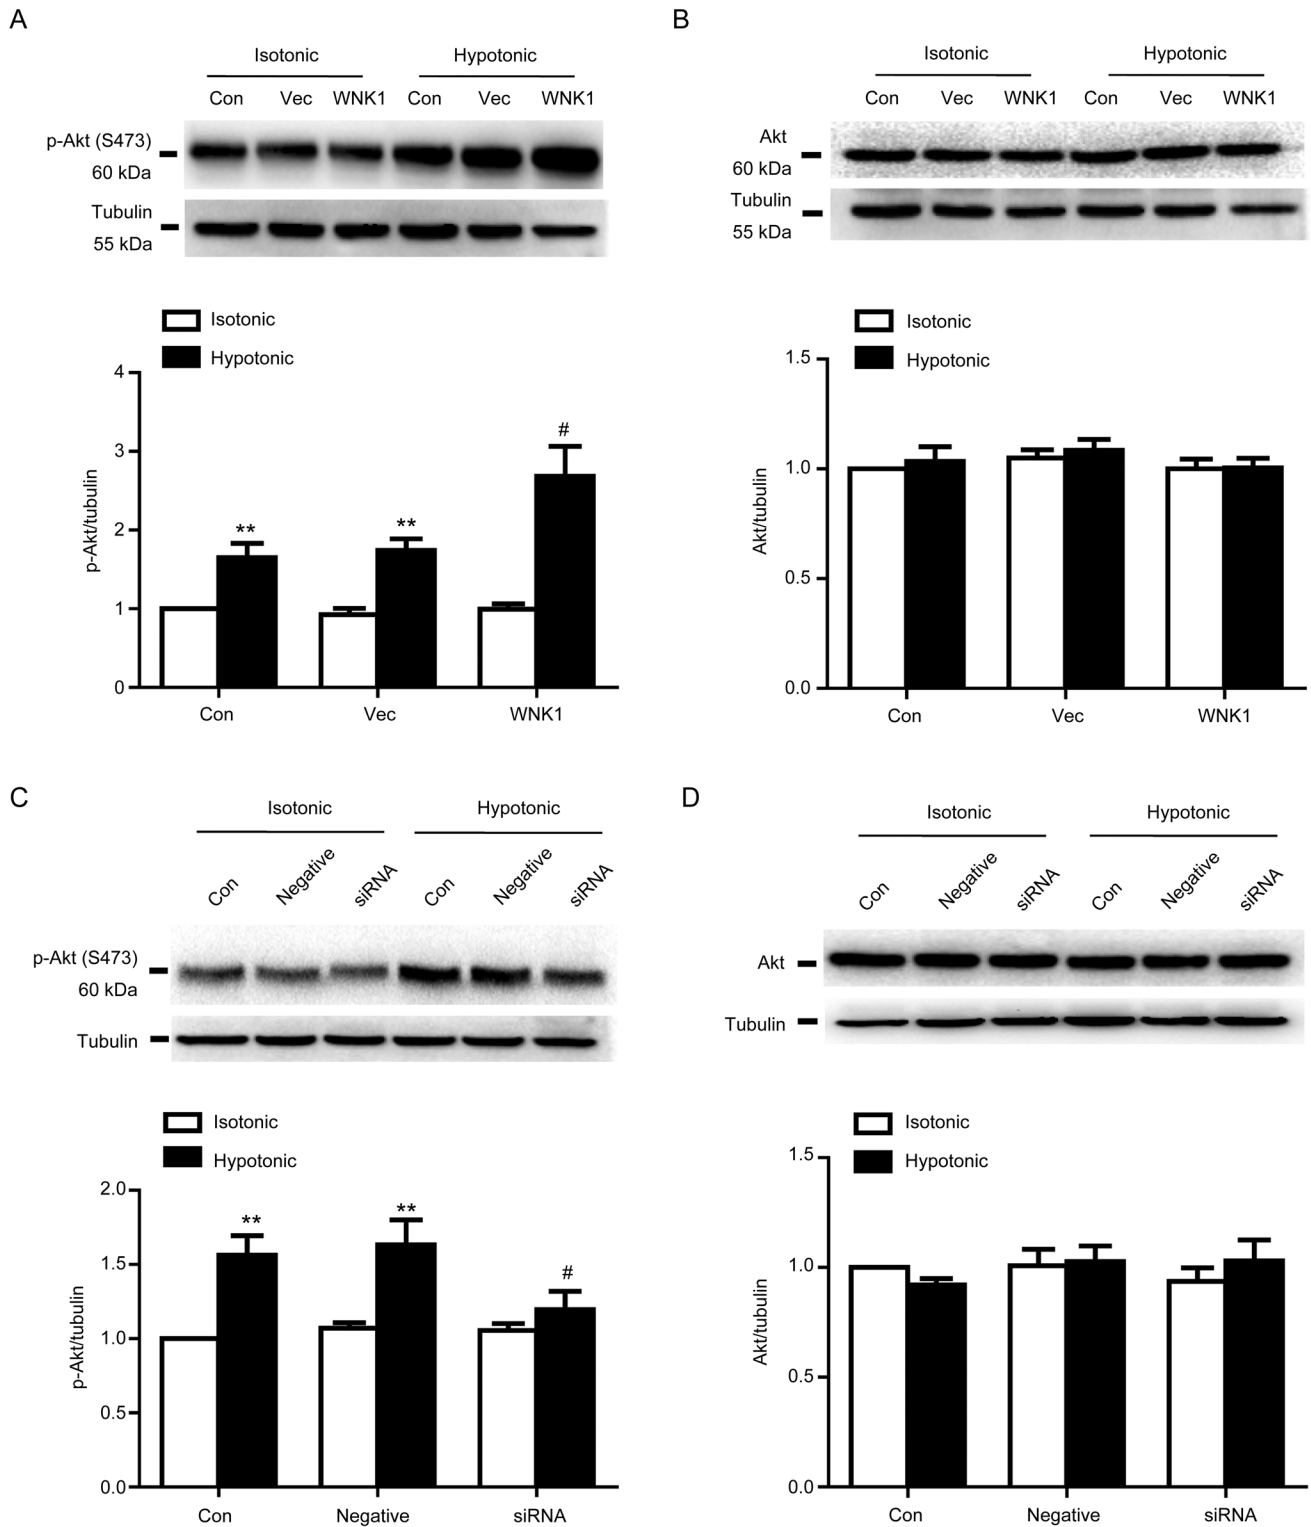 A
Isotonic Hypotonic
Con Vec WNK1 Con Vec WNK1
p-Akt (S473)
60 kDa
Tubulin
55 kDa
Isotonic
Hypotonic
4
3
2
1
0
p-Akt/tubulin
** ** #
Con Vec WNK1
B
Isotonic Hypotonic
Con Vec WNK1 Con Vec WNK1
Akt
60 kDa
Tubulin
55 kDa
Isotonic
Hypotonic
1.5
1.0
0.5
0.0
Akt/tubulin
Con Vec WNK1
C
Isotonic Hypotonic
Con Negative siRNA Con Negative siRNA
p-Akt (S473)
60 kDa
Tubulin
Isotonic
Hypotonic
2.0
1.5
1.0
0.5
0.0
p-Akt/tubulin
** ** #
Con Negative siRNA
D
Isotonic Hypotonic
Con Negative siRNA Con Negative siRNA
Akt
Tubulin
Isotonic
Hypotonic
1.5
1.0
0.5
0.0
Akt/tubulin
Con Negative siRNA